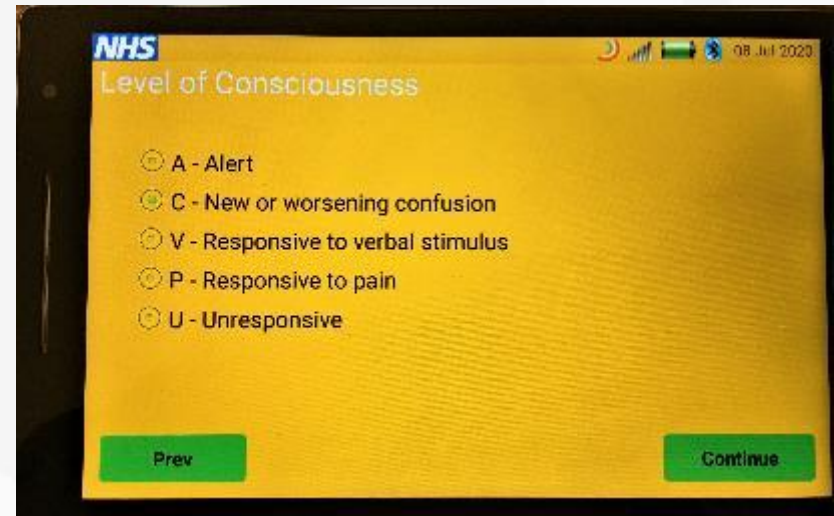 NHS
08 Jul 2020
Level of Consciousness
A - Alert
C - New or worsening confusion
V - Responsive to verbal stimulus
P - Responsive to pain
U - Unresponsive
Prev
Continue